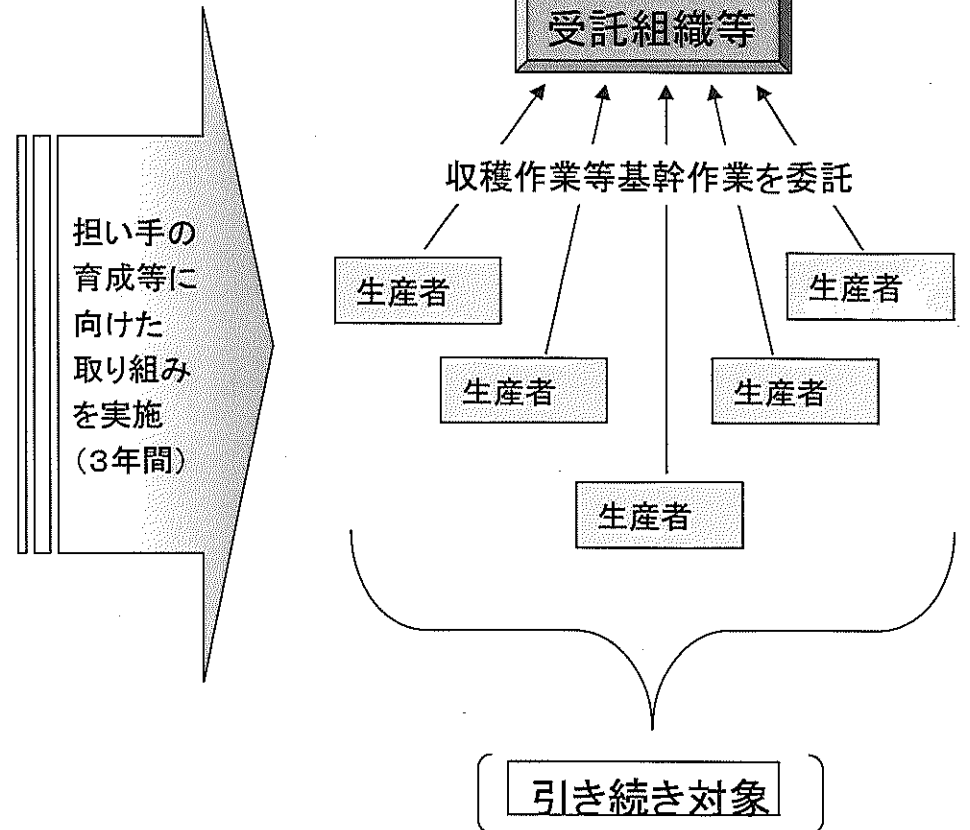 受託組織等
収穫作業等基幹作業を委託
担い手の
育成等に
向けた
取り組み
を実施
(3年間)
生産者
生産者
生産者
生産者
生産者
引き続き対象